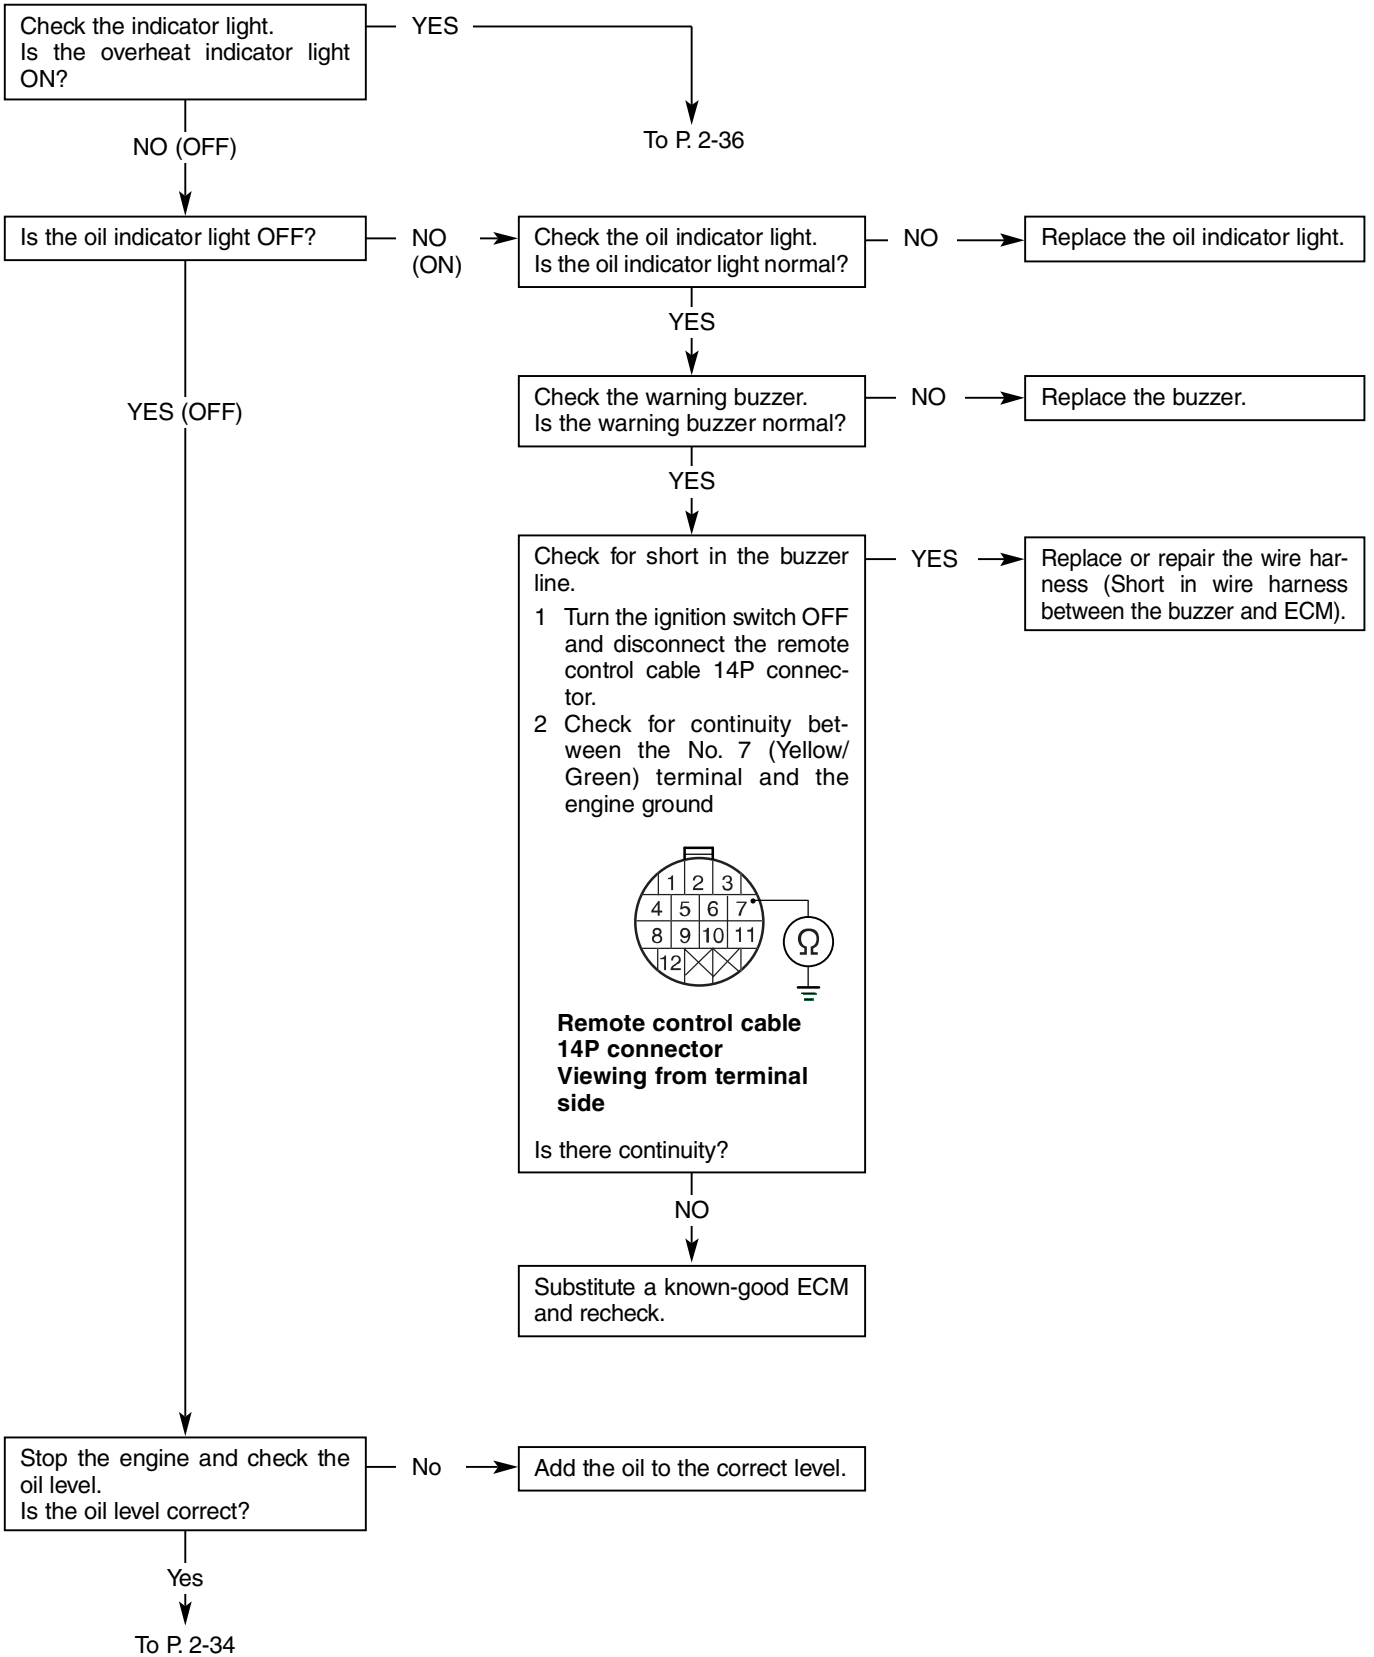 Check the indicator light.
Is the overheat indicator light
ON?
YES
To P. 2-36
NO (OFF)
Is the oil indicator light OFF?
NO
(ON)
Check the oil indicator light.
Is the oil indicator light normal?
NO
Replace the oil indicator light.
YES
Check the warning buzzer.
Is the warning buzzer normal?
NO
Replace the buzzer.
YES (OFF)
YES
Check for short in the buzzer
line.
1 Turn the ignition switch OFF
and disconnect the remote
control cable 14P connec-
tor.
2 Check for continuity bet-
ween the No. 7 (Yellow/
Green) terminal and the
engine ground
1 2 3
4 5 6 7
8 9 10 11
12
Ω
Remote control cable
14P connector
Viewing from terminal
side
Is there continuity?
YES
Replace or repair the wire har-
ness (Short in wire harness
between the buzzer and ECM).
NO
Substitute a known-good ECM
and recheck.
Stop the engine and check the
oil level.
Is the oil level correct?
No
Add the oil to the correct level.
Yes
To P. 2-34